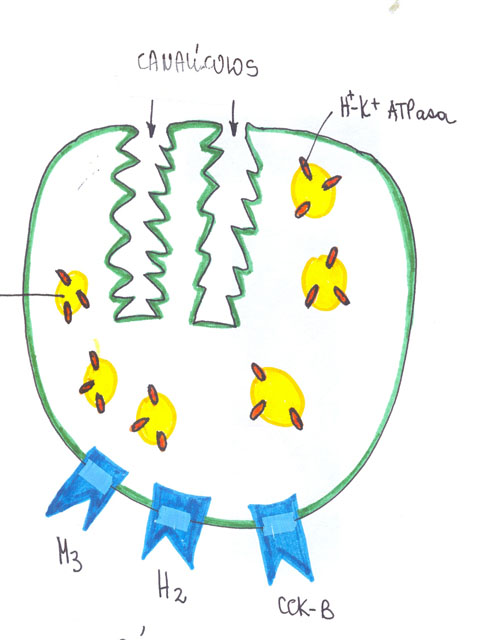 CANALÍCULOS
H⁺-K⁺ ATPasa
M3
H2
CCK-B